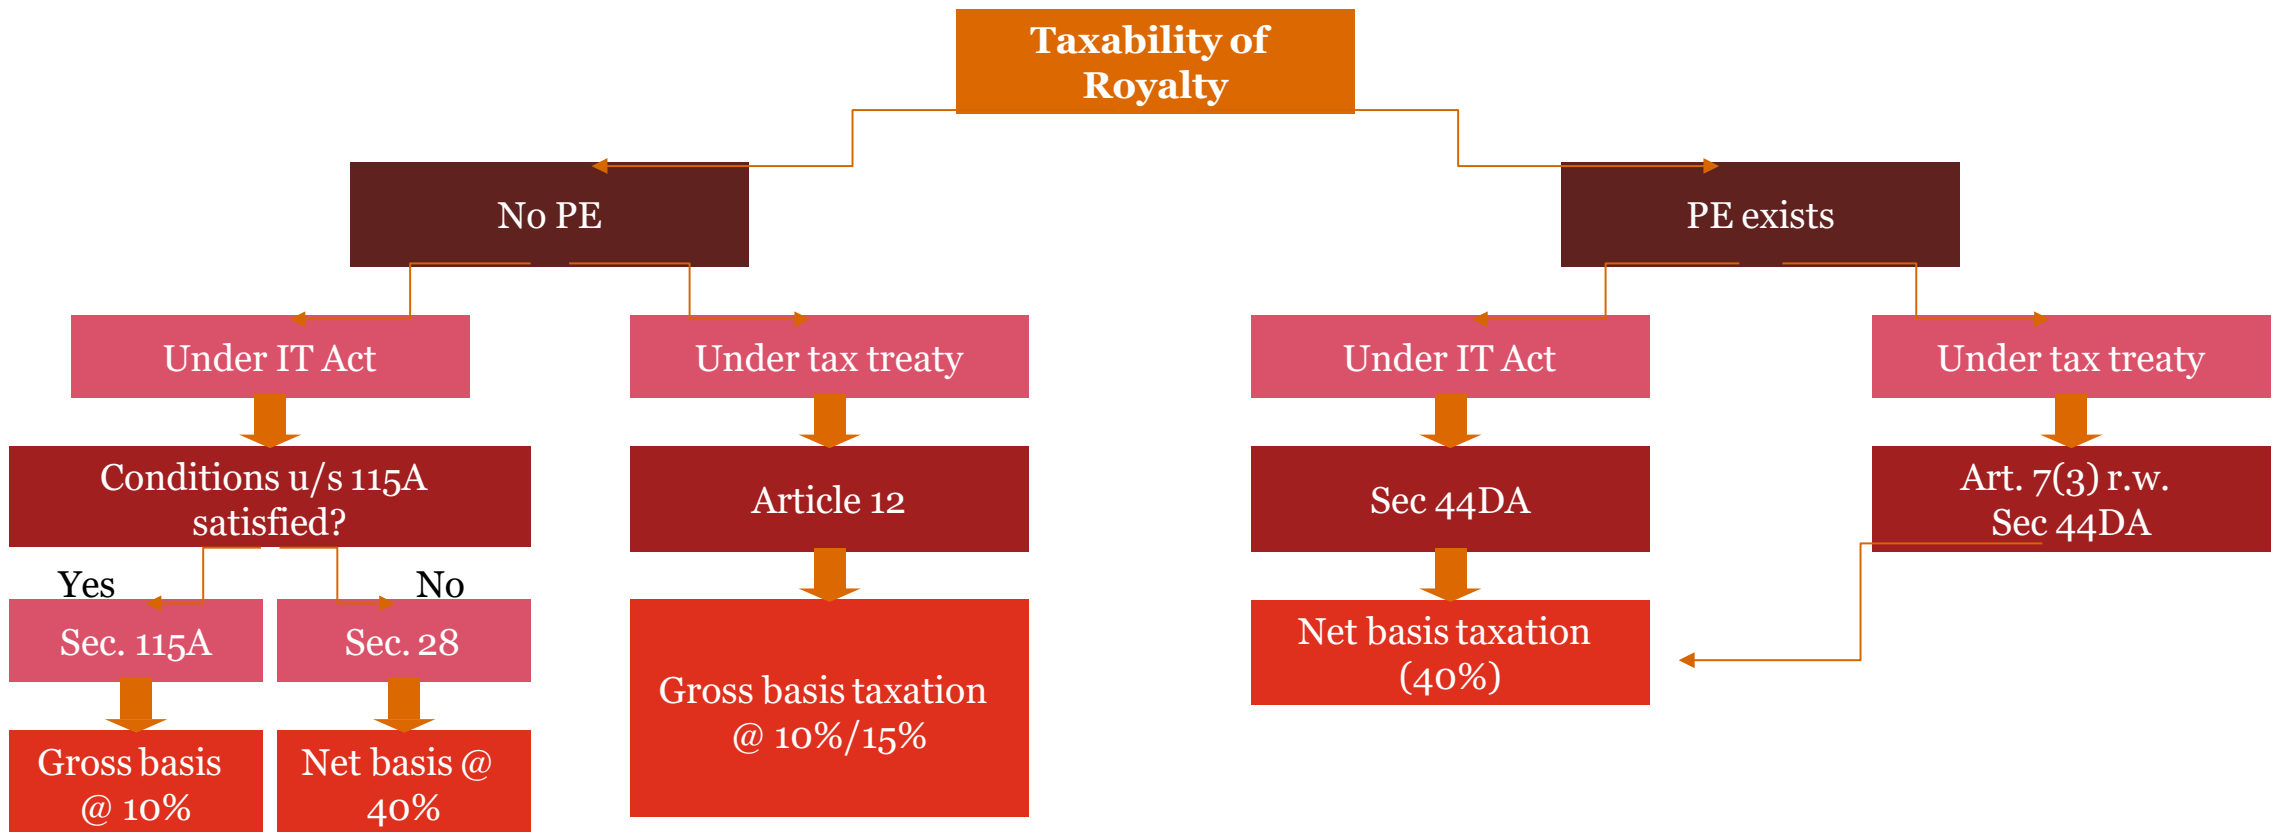 Taxability of
Royalty
No PE
PE exists
Under IT Act
Under tax treaty
Under IT Act
Under tax treaty
Conditions u/s 115A
satisfied?
Article 12
Sec 44DA
Art. 7(3) r.w.
Sec 44DA
Yes
No
Sec. 115A
Sec. 28
Gross basis taxation
@ 10%/15%
Net basis taxation
(40%)
Gross basis
@ 10%
Net basis @
40%